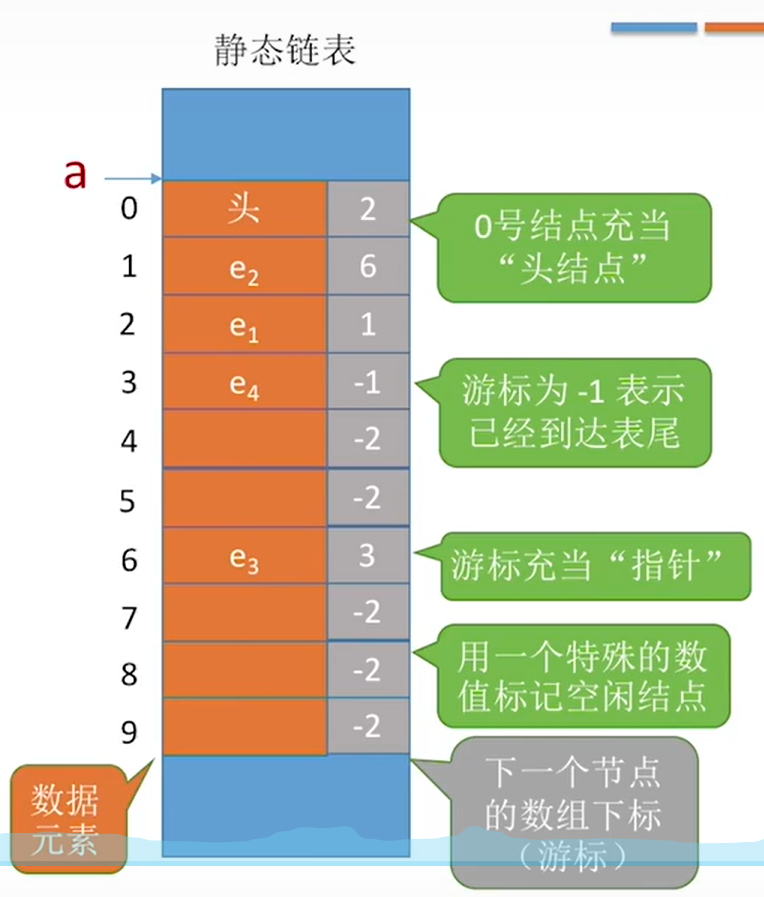 静态链表
a
0 头 2
0号结点充当
“头结点”
1 e₂ 6
2 e₁ 1
3 e₄ -1
游标为 -1 表示
已经到达表尾
4 -2
5 -2
6 e₃ 3
游标充当“指针”
7 -2
8 -2
用一个特殊的数
值标记空闲结点
9 -2
数据
元素
下一个节点
的数组下标
（游标）